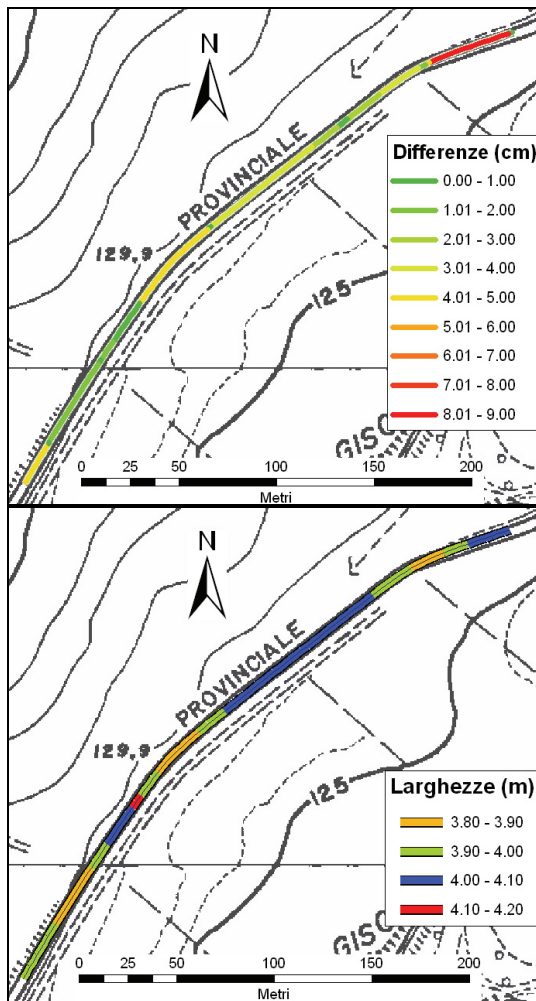 N
PROVINCIALE
129,9
125
GISC
Differenze (cm)
0.00 - 1.00
1.01 - 2.00
2.01 - 3.00
3.01 - 4.00
4.01 - 5.00
5.01 - 6.00
6.01 - 7.00
7.01 - 8.00
8.01 - 9.00
0 25 50 100 150 200
Metri
N
PROVINCIALE
129,9
125
GISC
Larghezze (m)
3.80 - 3.90
3.90 - 4.00
4.00 - 4.10
4.10 - 4.20
0 25 50 100 150 200
Metri